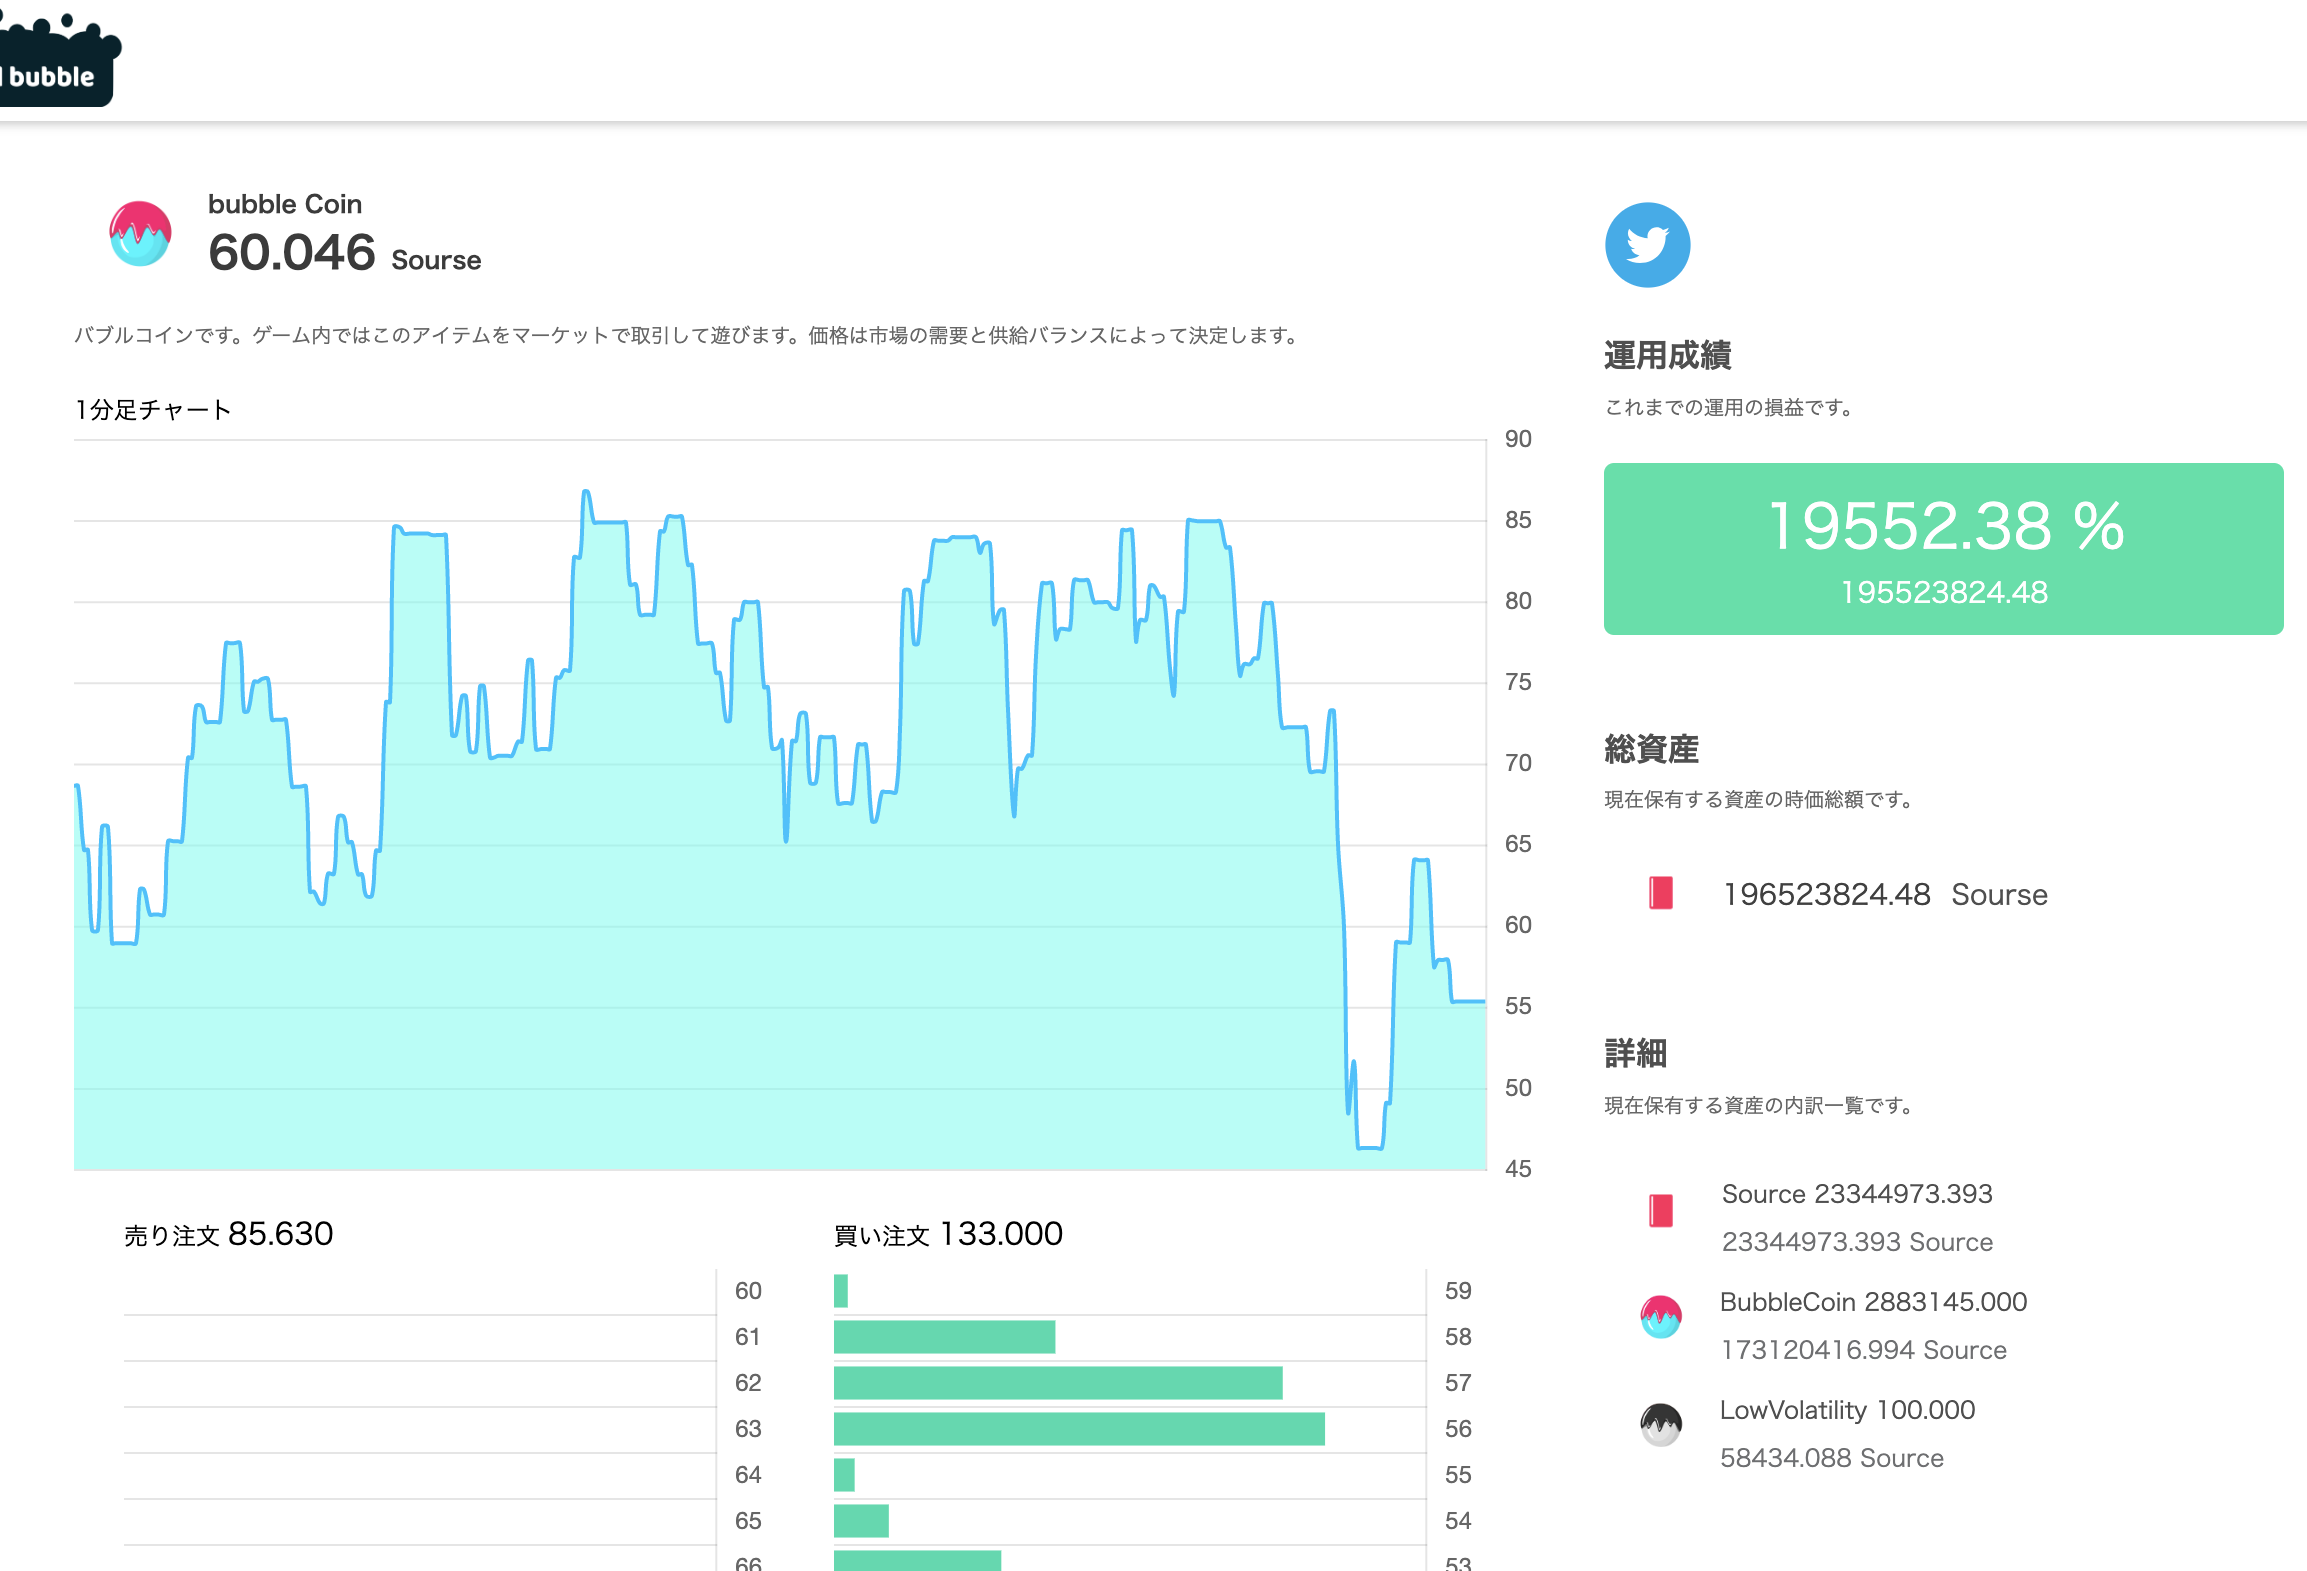 bubble
bubble Coin
60.046 Sourse
バブルコインです。ゲーム内ではこのアイテムをマーケットで取引して遊びます。価格は市場の需要と供給バランスによって決定します。
1分足チャート
90
85
80
75
70
65
60
55
50
45
売り注文 85.630
60
61
62
63
64
65
66
買い注文 133.000
59
58
57
56
55
54
53
運用成績
これまでの運用の損益です。
19552.38 %
195523824.48
総資産
現在保有する資産の時価総額です。
196523824.48 Sourse
詳細
現在保有する資産の内訳一覧です。
Source 23344973.393
23344973.393 Source
BubbleCoin 2883145.000
173120416.994 Source
LowVolatility 100.000
58434.088 Source